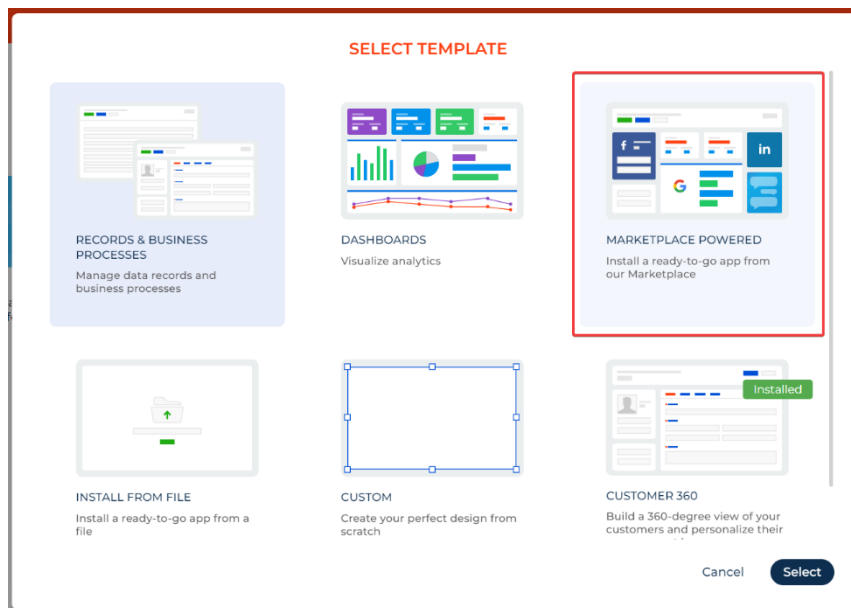 SELECT TEMPLATE
RECORDS & BUSINESS
PROCESSES
Manage data records and
business processes
DASHBOARDS
Visualize analytics
f
in
G
MARKETPLACE POWERED
Install a ready-to-go app from
our Marketplace
INSTALL FROM FILE
Install a ready-to-go app from a
file
CUSTOM
Create your perfect design from
scratch
Installed
CUSTOMER 360
Build a 360-degree view of your
customers and personalize their
Cancel
Select